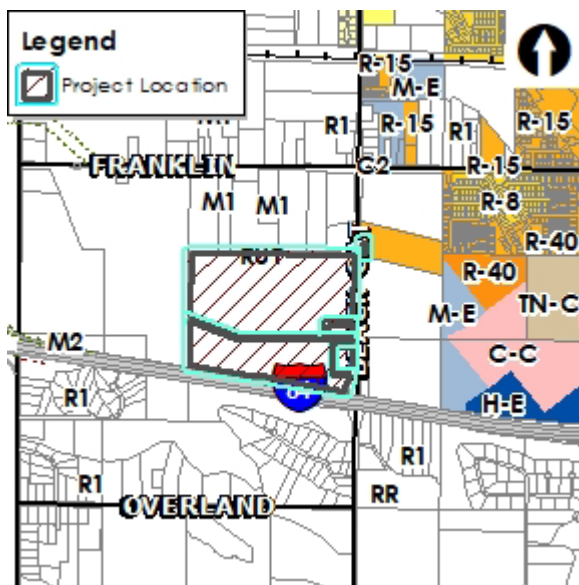 Legend
Project Location
R-15
M-E
R1
R-15
R1
R-15
FRANKLIN
C2
R-15
R-8
M1
M1
R-40
RUT
R-40
TN-C
M-E
M2
C-C
R1
H-E
R1
R1
RR
OVERLAND